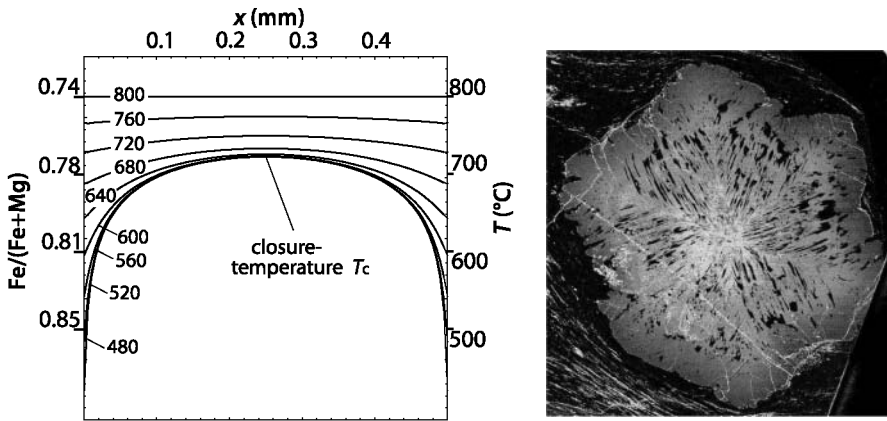 x (mm)
0.1 0.2 0.3 0.4
0.74 800 800
760
720
0.78 680 700
640
0.81 600 600
560
520
0.85 500
480
closure-
temperature Tc
Fe/(Fe+Mg)
T (°C)